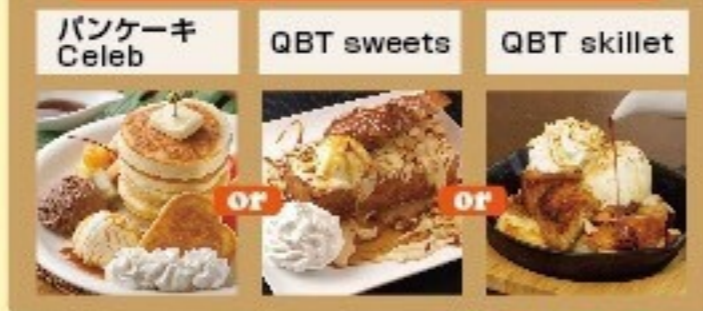 パンケーキ
Celeb
QBT sweets
QBT skillet
or
or